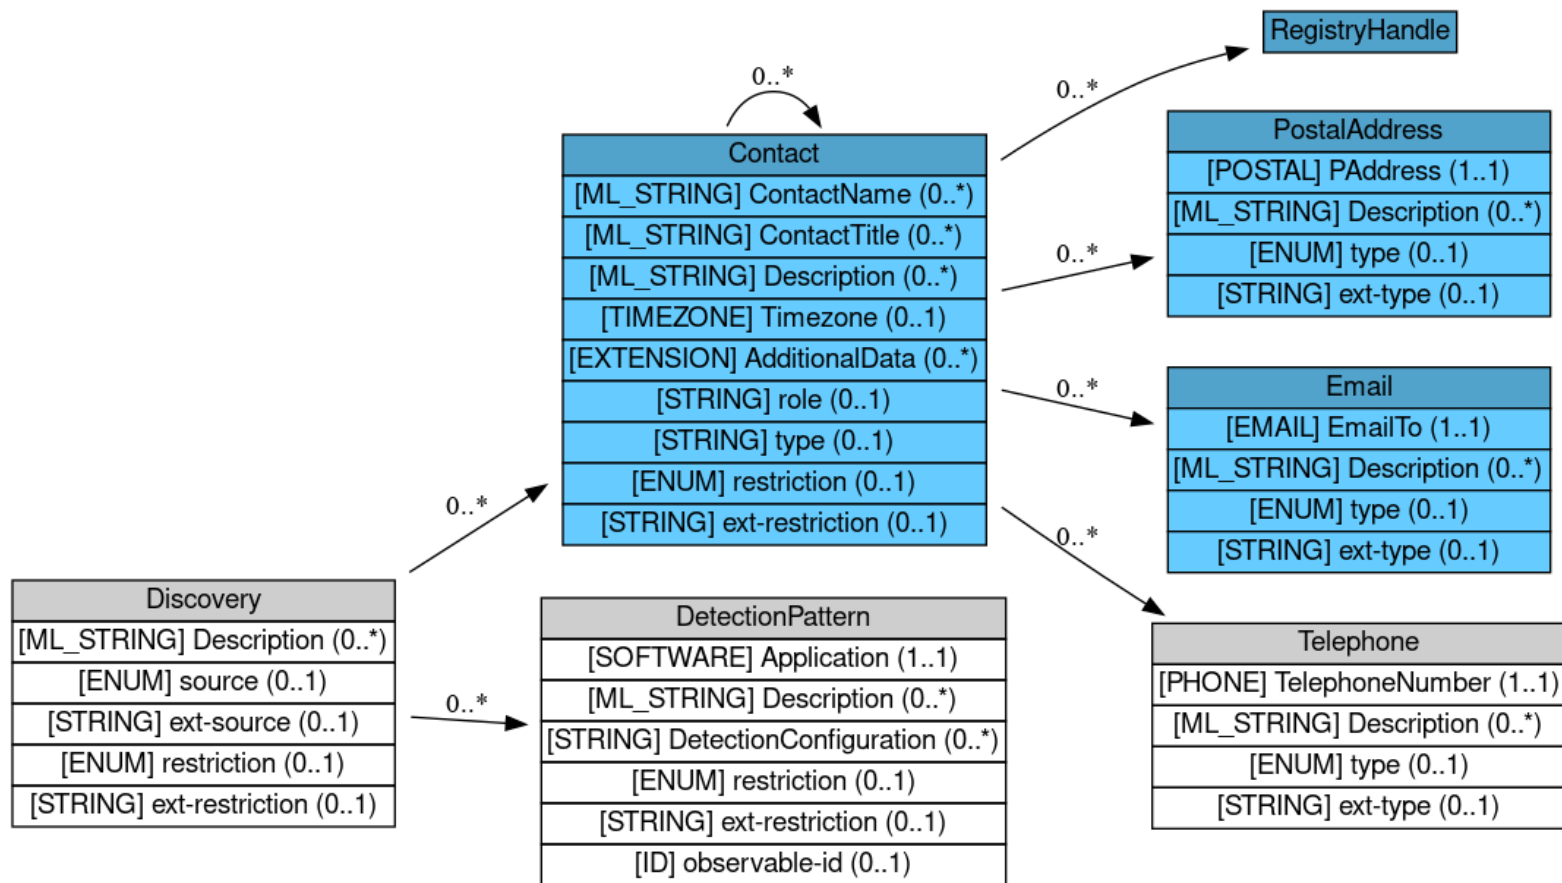 RegistryHandle
0..*
0..*
Contact
[ML_STRING] ContactName (0..*)
[ML_STRING] ContactTitle (0..*)
[ML_STRING] Description (0..*)
[TIMEZONE] Timezone (0..1)
[EXTENSION] AdditionalData (0..*)
[STRING] role (0..1)
[STRING] type (0..1)
[ENUM] restriction (0..1)
[STRING] ext-restriction (0..1)
PostalAddress
[POSTAL] PAddress (1..1)
[ML_STRING] Description (0..*)
[ENUM] type (0..1)
[STRING] ext-type (0..1)
0..*
0..*
Email
[EMAIL] EmailTo (1..1)
[ML_STRING] Description (0..*)
[ENUM] type (0..1)
[STRING] ext-type (0..1)
0..*
0..*
Discovery
[ML_STRING] Description (0..*)
[ENUM] source (0..1)
[STRING] ext-source (0..1)
[ENUM] restriction (0..1)
[STRING] ext-restriction (0..1)
0..*
DetectionPattern
[SOFTWARE] Application (1..1)
[ML_STRING] Description (0..*)
[STRING] DetectionConfiguration (0..*)
[ENUM] restriction (0..1)
[STRING] ext-restriction (0..1)
[ID] observable-id (0..1)
Telephone
[PHONE] TelephoneNumber (1..1)
[ML_STRING] Description (0..*)
[ENUM] type (0..1)
[STRING] ext-type (0..1)